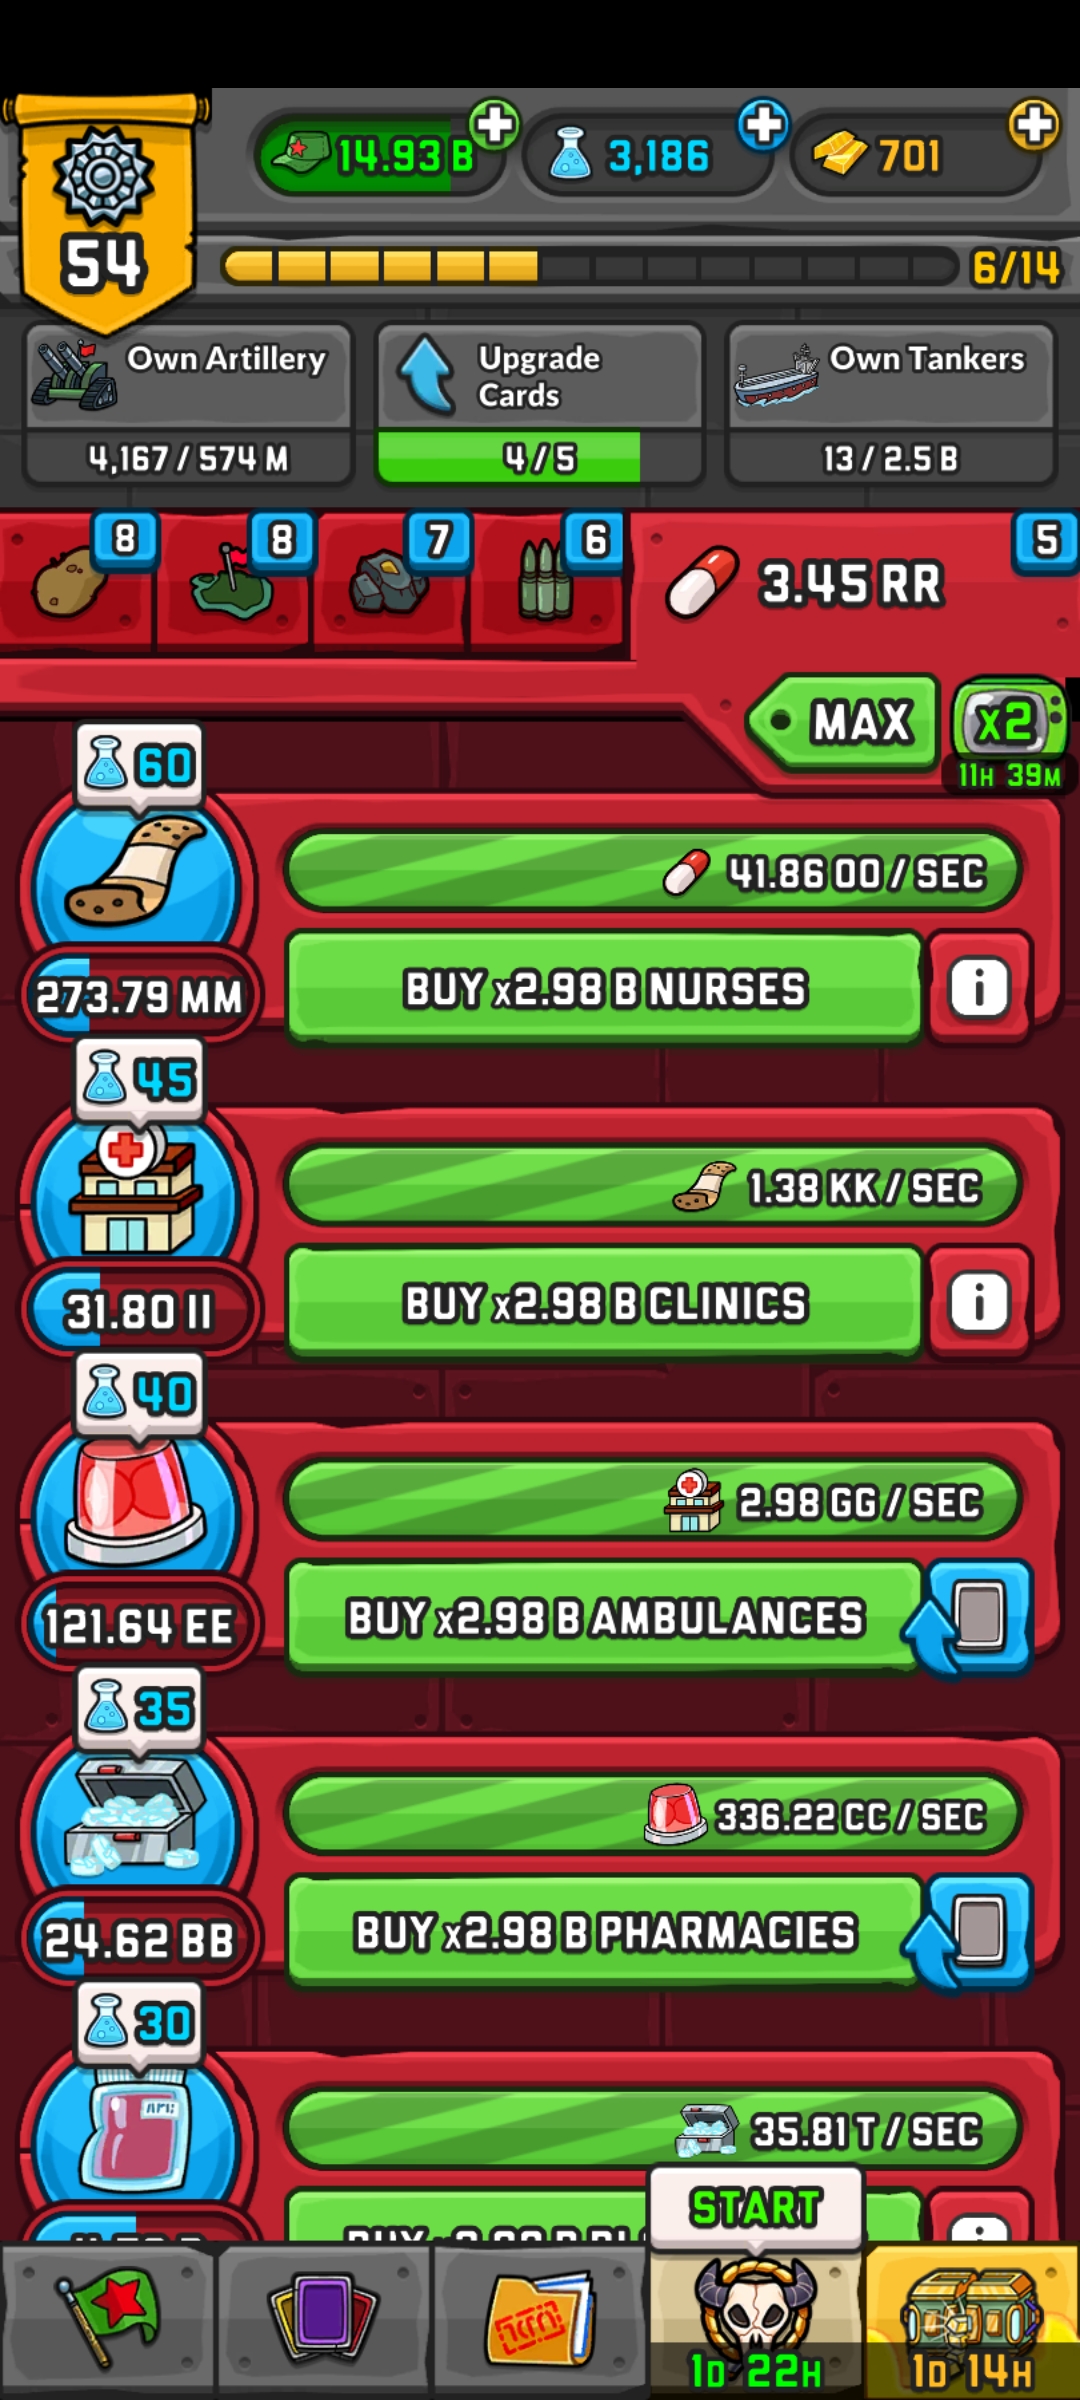 14.93 B
3,186
701
54
6/14
Own Artillery
4,167 / 574 M
Upgrade
Cards
4/5
Own Tankers
13 / 2.5 B
8
8
7
6
3.45 RR
5
MAX
x2
11H 39M
60
41.86 OO / SEC
BUY x2.98 B NURSES
273.79 MM
45
1.38 KK / SEC
BUY x2.98 B CLINICS
31.80 II
40
2.98 GG / SEC
BUY x2.98 B AMBULANCES
121.64 EE
35
336.22 CC / SEC
BUY x2.98 B PHARMACIES
24.62 BB
30
35.81 T / SEC
START
1D 22H
1D 14H